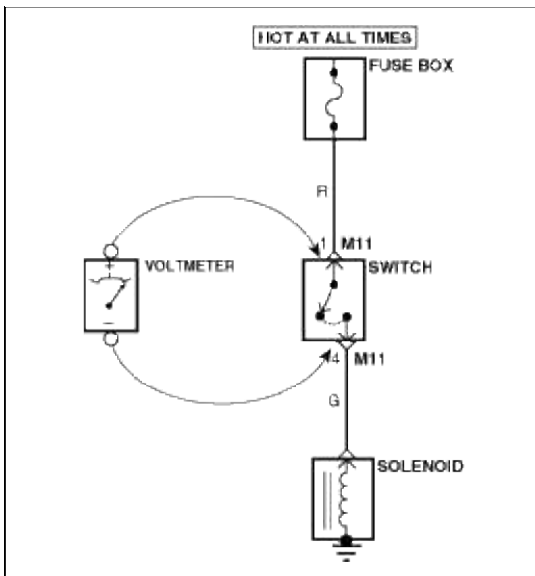 HOT AT ALL TIMES
FUSE BOX
R
1 M11
VOLTMETER
+
−
SWITCH
4 M11
G
SOLENOID